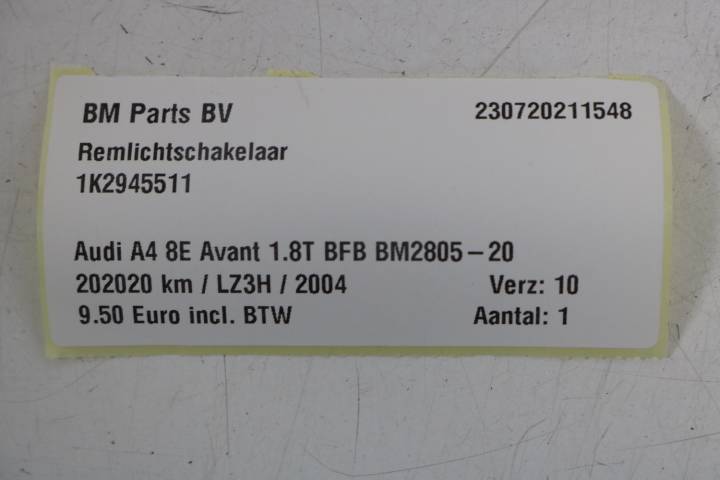 BM Parts BV 230720211548
Remlichtschakelaar
1K2945511
Audi A4 8E Avant 1.8T BFB BM2805-20
202020 km / LZ3H / 2004 Verz: 10
9.50 Euro incl. BTW Aantal: 1